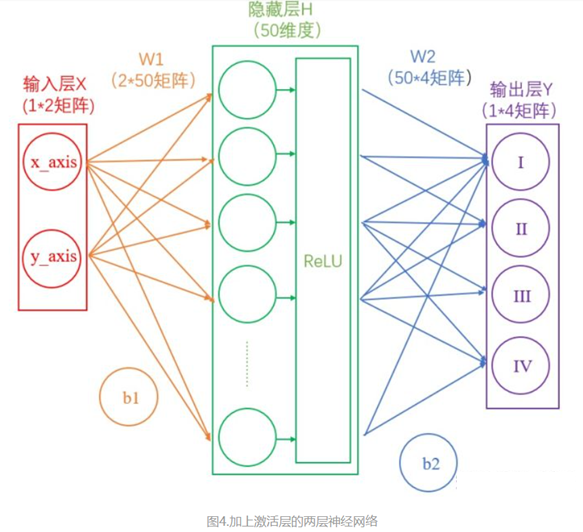 隐藏层H
(50维度)
W1
(2*50矩阵)
W2
(50*4矩阵)
输入层X
(1*2矩阵)
输出层Y
(1*4矩阵)
x_axis
y_axis
ReLU
I
II
III
IV
b1
b2
图4.加上激活层的两层神经网络